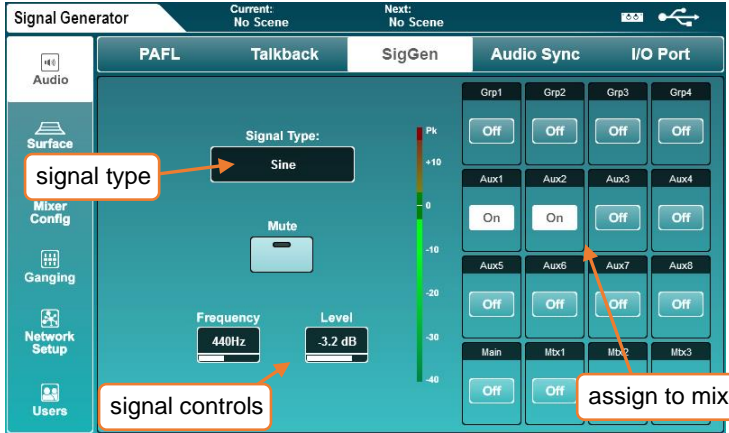 Signal Generator
Current:
No Scene
Next:
No Scene
PAFL
Talkback
SigGen
Audio Sync
I/O Port
Audio
Surface
Mixer
Config
Ganging
Network
Setup
Users
signal type
Signal Type:
Sine
Mute
Frequency
440Hz
Level
-3.2 dB
signal controls
Pk
+10
0
-10
-20
-30
-40
Grp1 Grp2 Grp3 Grp4
Off Off Off Off
Aux1 Aux2 Aux3 Aux4
On On Off Off
Aux5 Aux6 Aux7 Aux8
Off Off Off Off
Main Mtx1 Mtx2 Mtx3
Off Off
assign to mix